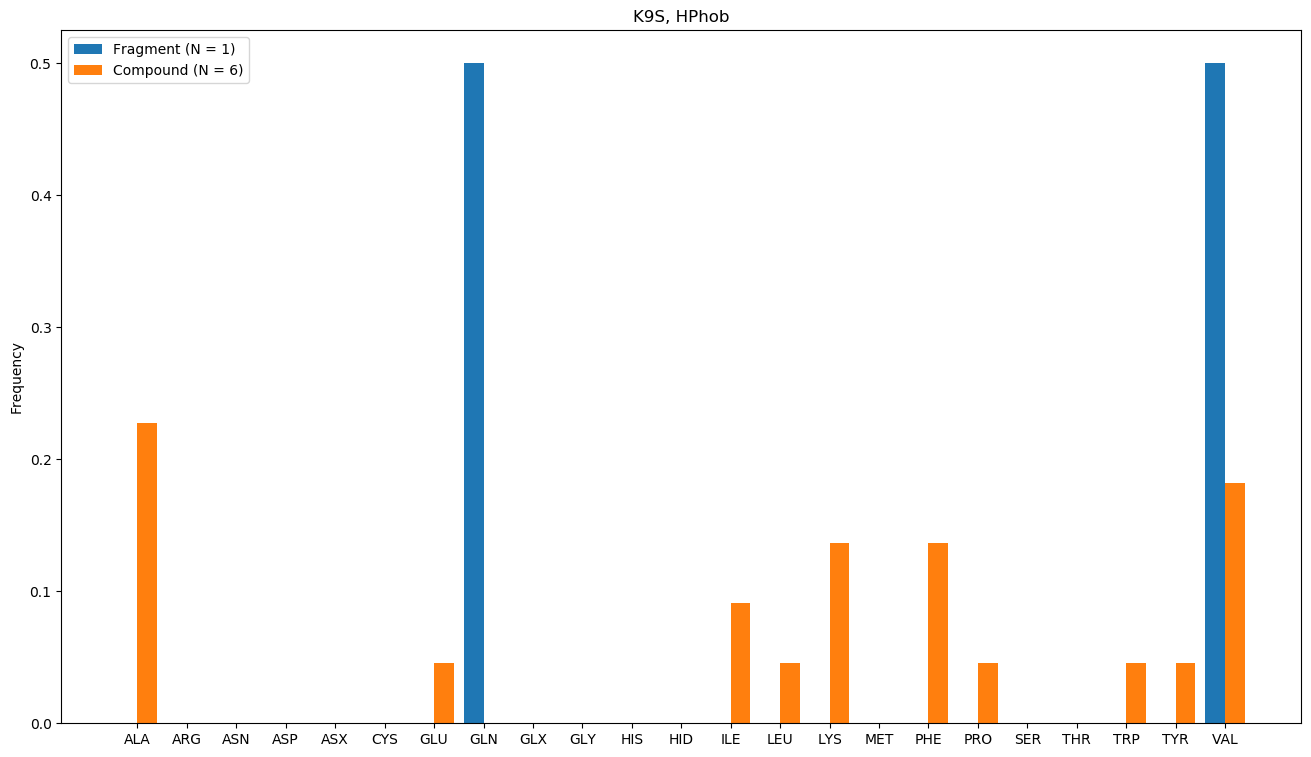 K9S, HPhob
Fragment (N = 1)
Compound (N = 6)
Frequency
0.5
0.4
0.3
0.2
0.1
0.0
ALA ARG ASN ASP ASX CYS GLU GLN GLX GLY HIS HID ILE LEU LYS MET PHE PRO SER THR TRP TYR VAL